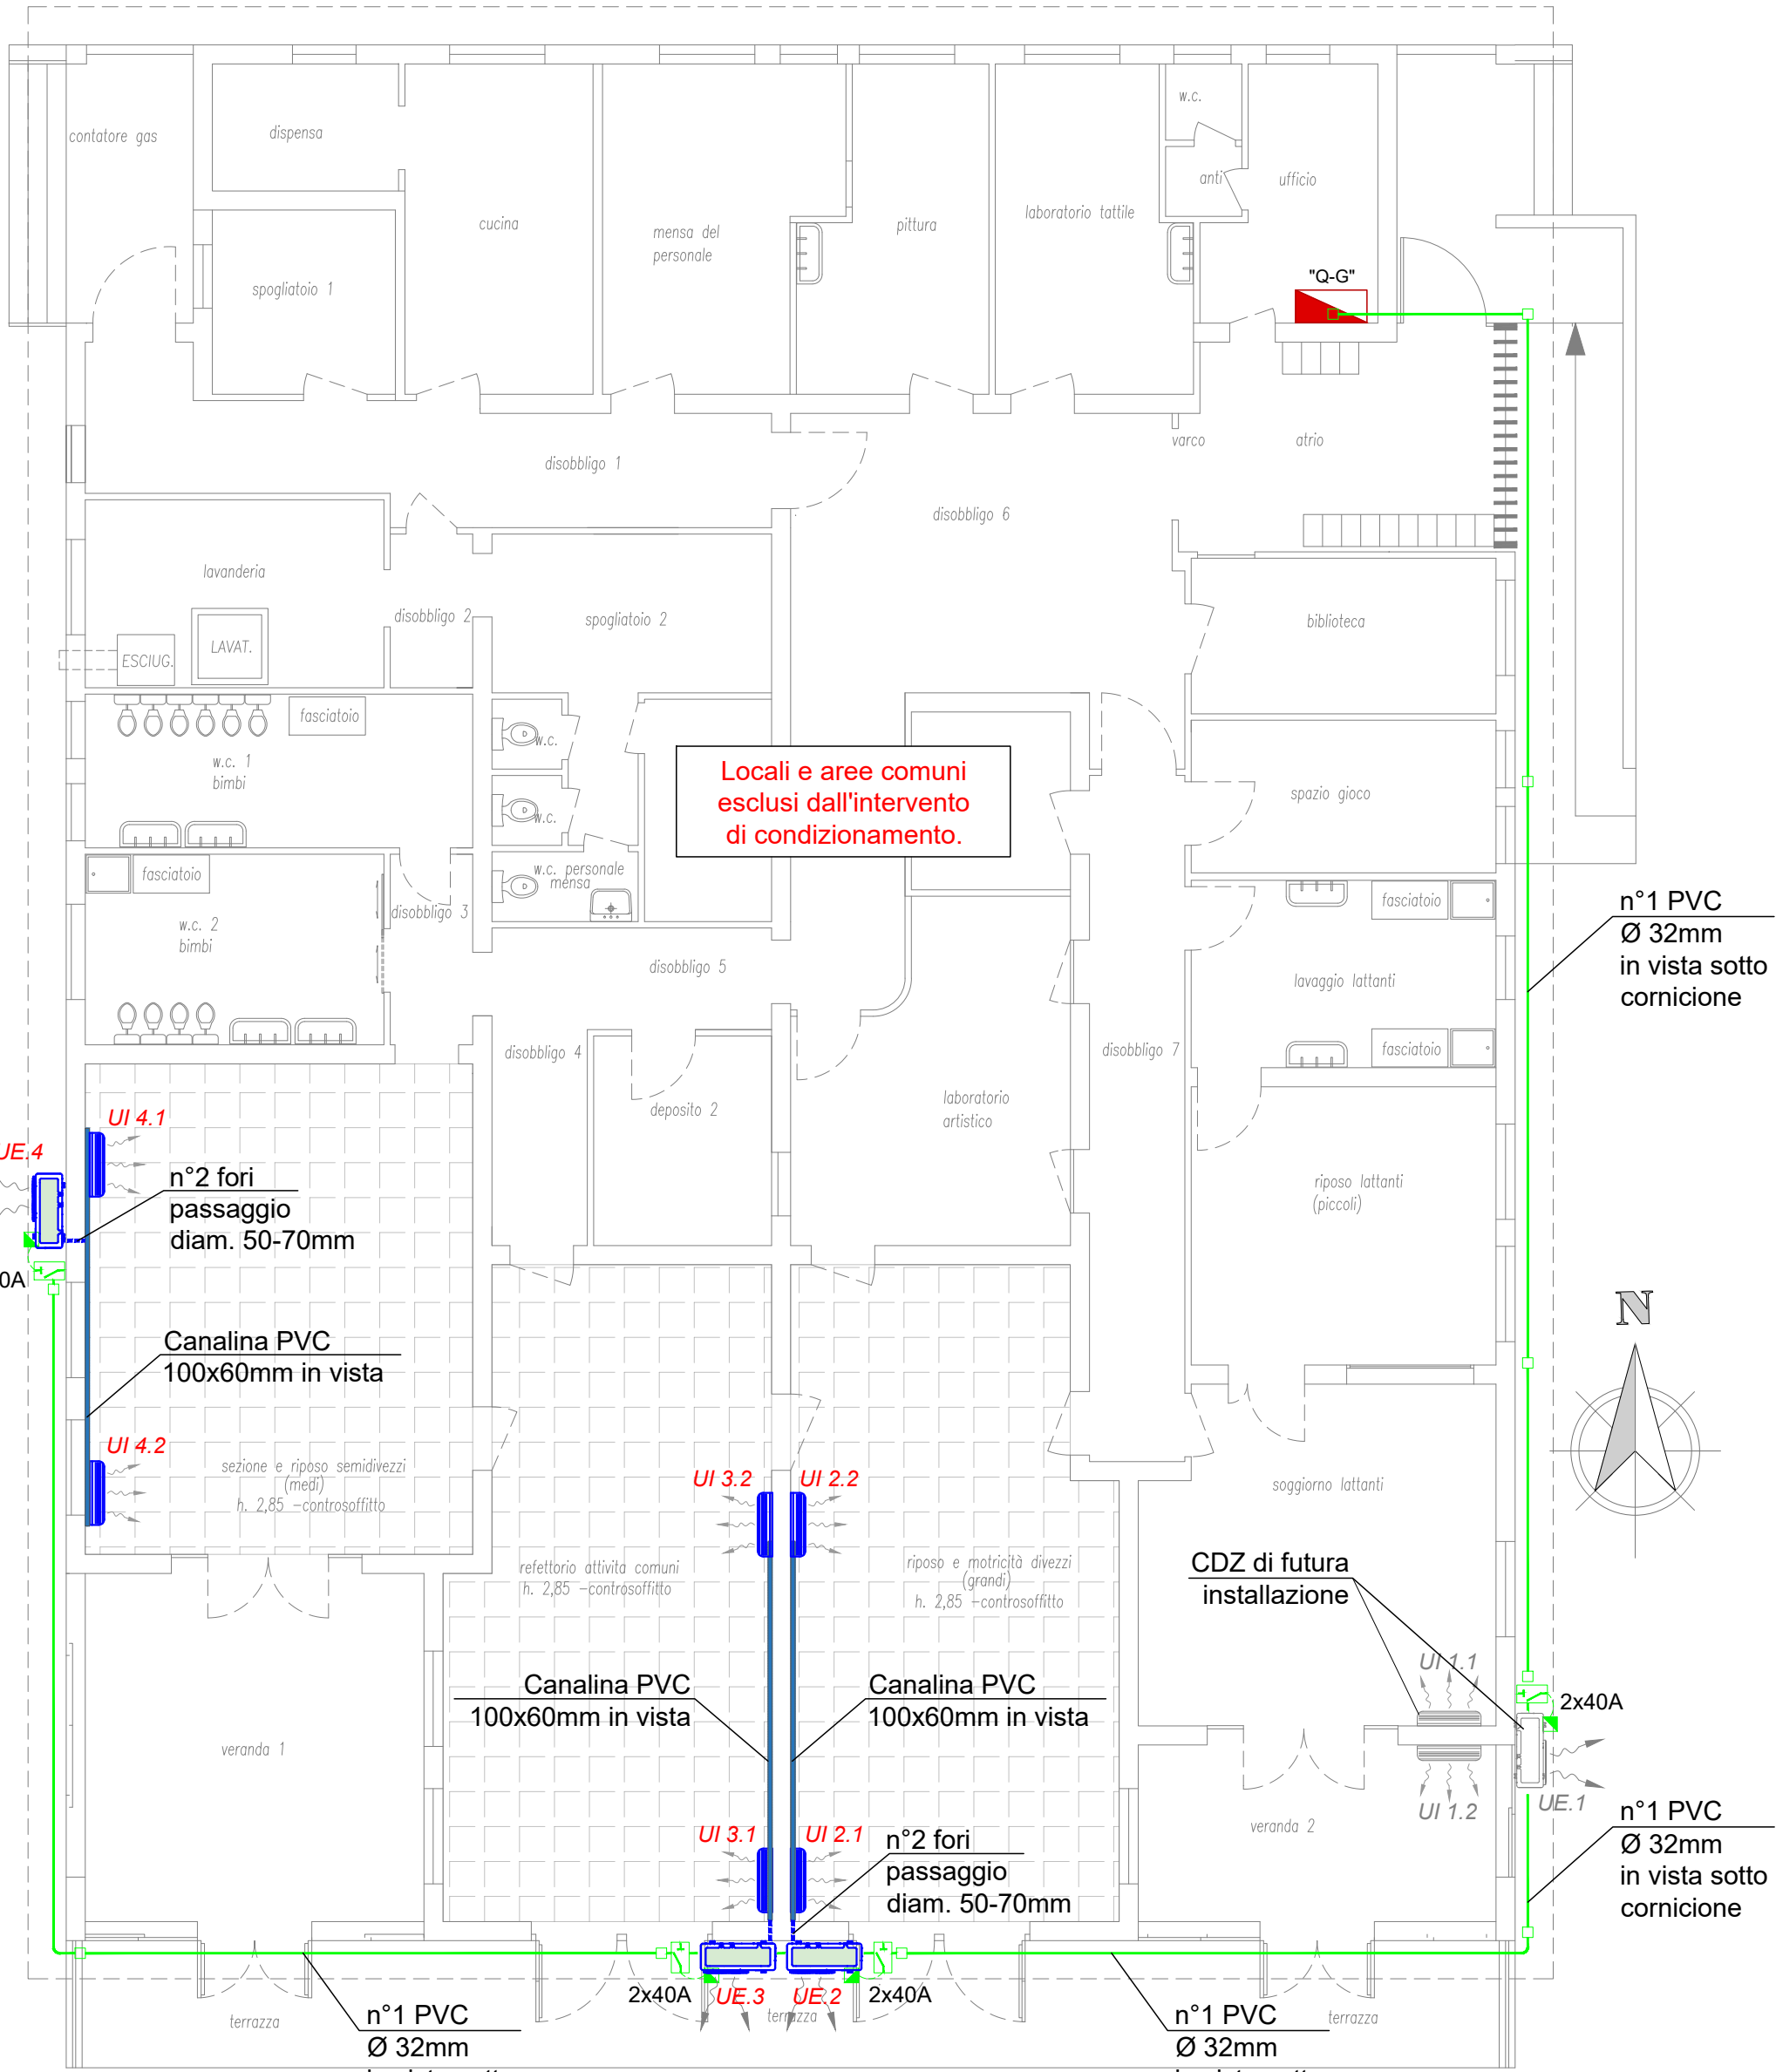 w.c.
contatore gas
dispensa
anti
ufficio
cucina
mensa del
personale
pittura
laboratorio tattile
spogliatoio 1
"Q-G"
disobbligo 1
varco
atrio
disobbligo 6
lavanderia
disobbligo 2
spogliatoio 2
biblioteca
ESCIUG.
LAVAT.
fasciatoio
w.c. 1
bimbi
w.c.
w.c.
Locali e aree comuni
esclusi dall'intervento
di condizionamento.
spazio gioco
fasciatoio
w.c. personale
mensa
w.c. 2
bimbi
disobbligo 3
disobbligo 5
fasciatoio
lavaggio lattanti
fasciatoio
n°1 PVC
Ø 32mm
in vista sotto
cornicione
disobbligo 4
deposito 2
laboratorio
artistico
disobbligo 7
riposo lattanti
(piccoli)
UI 4.1
UE.4
n°2 fori
passaggio
diam. 50-70mm
0A
Canalina PVC
100x60mm in vista
N
UI 4.2
sezione e riposo semidivezzi
(medi)
h. 2,85 -controsoffitto
UI 3.2
UI 2.2
soggiorno lattanti
refettorio attivita comuni
h. 2,85 -controsoffitto
riposo e motricità divezzi
(grandi)
h. 2,85 -controsoffitto
CDZ di futura
installazione
Canalina PVC
100x60mm in vista
Canalina PVC
100x60mm in vista
UI 1.1
2x40A
veranda 1
UI 1.2
UE.1
veranda 2
UI 3.1
UI 2.1
n°2 fori
passaggio
diam. 50-70mm
n°1 PVC
Ø 32mm
in vista sotto
cornicione
2x40A
UE.3
UE.2
2x40A
terrazza
terrazza
terrazza
n°1 PVC
Ø 32mm
n°1 PVC
Ø 32mm